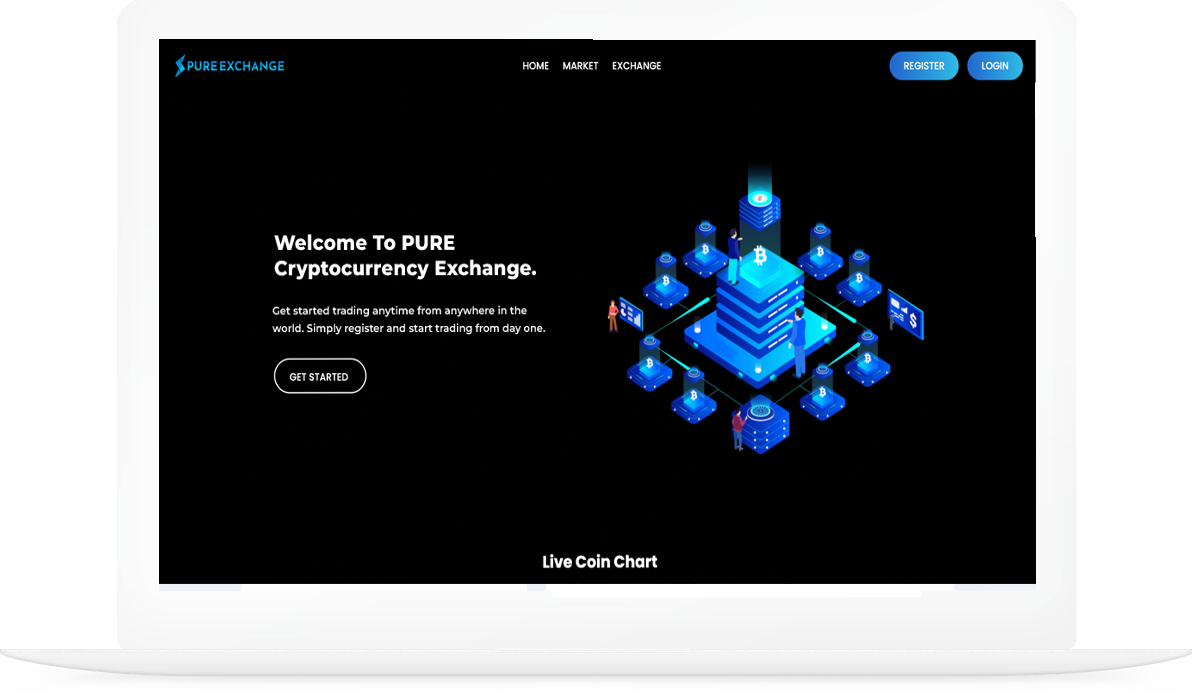 PURE EXCHANGE
HOME MARKET EXCHANGE
REGISTER LOGIN
Welcome To PURE
Cryptocurrency Exchange.
Get started trading anytime from anywhere in the
world. Simply register and start trading from day one.
GET STARTED
Live Coin Chart